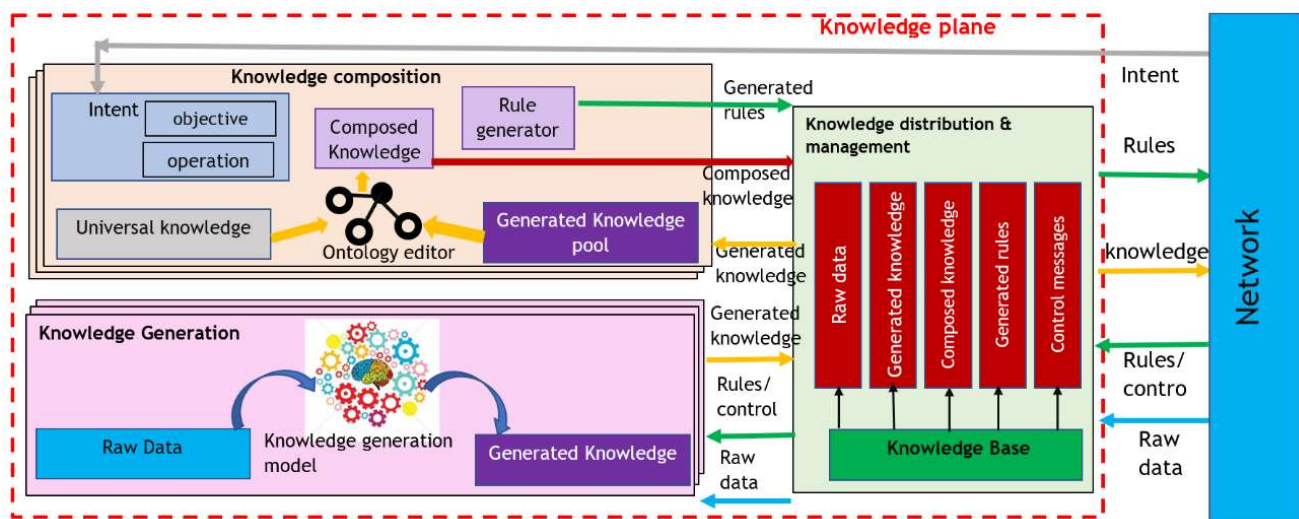 Knowledge plane
Knowledge composition
Intent
objective
operation
Composed
Knowledge
Rule
generator
Universal knowledge
Ontology editor
Generated Knowledge
pool
Generated
rules
Composed
knowledge
Generated
knowledge
Knowledge Generation
Raw Data
Knowledge generation
model
Generated Knowledge
Generated
knowledge
Rules/
control
Raw
data
Knowledge distribution &
management
Raw data
Generated knowledge
Composed knowledge
Generated rules
Control messages
Knowledge Base
Intent
Rules
knowledge
Rules/
contro
Raw
data
Network